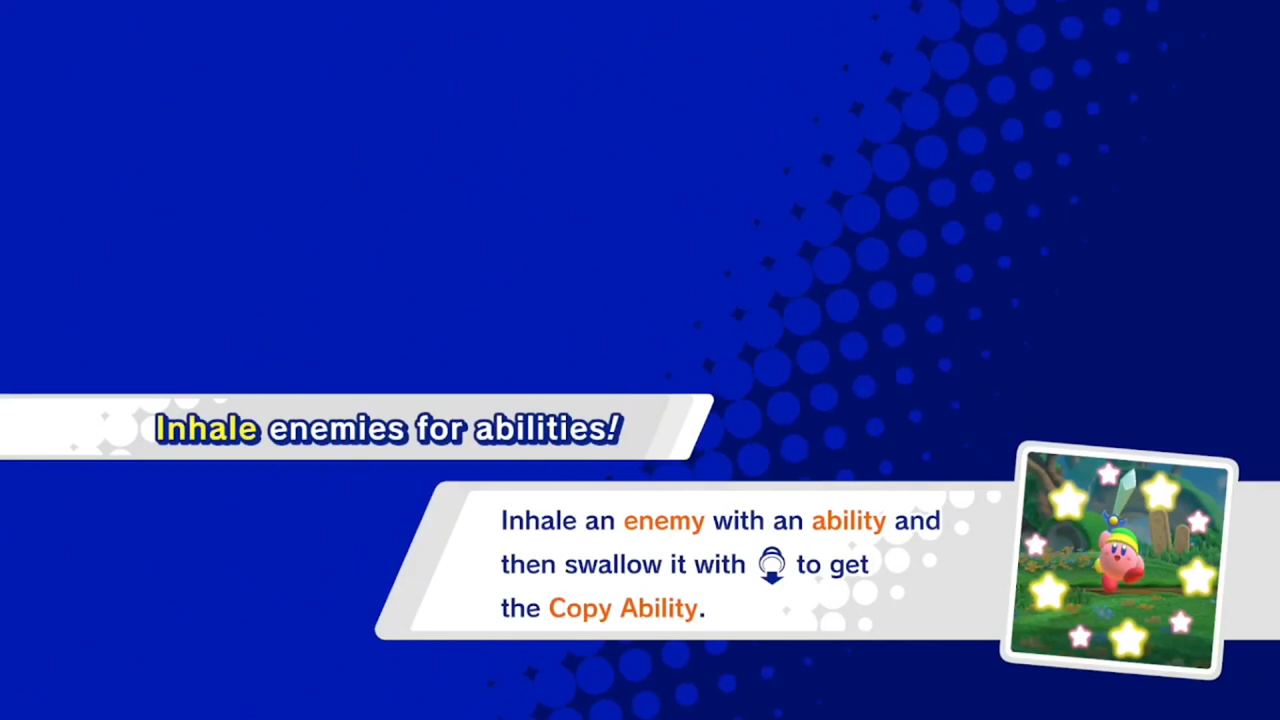 Inhale enemies for abilities!
Inhale an enemy with an ability and
then swallow it with to get
the Copy Ability.